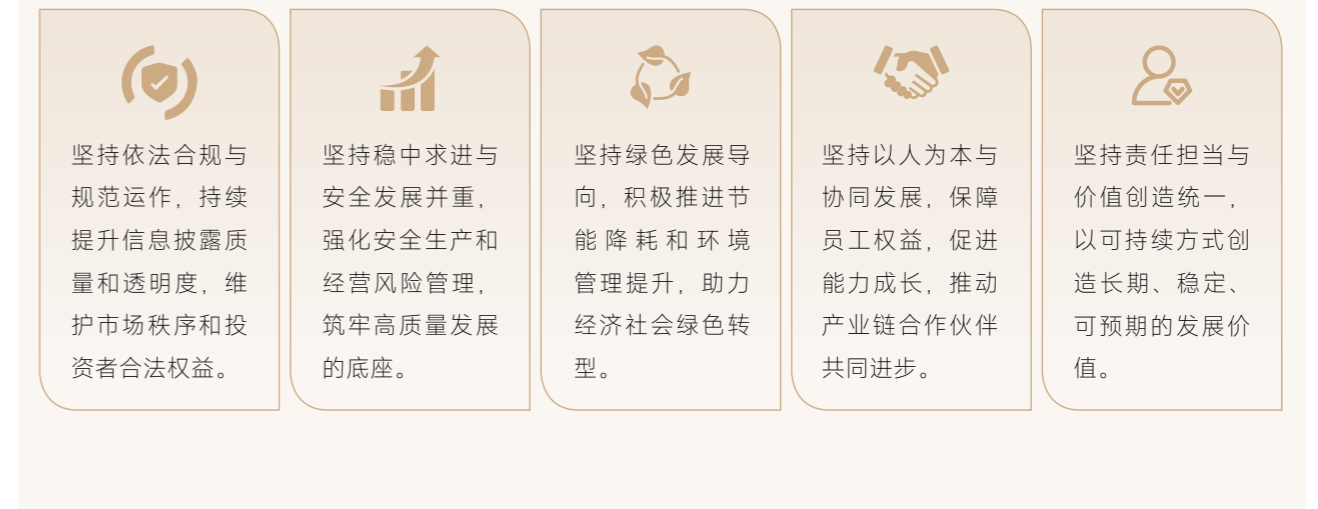 坚持依法合规与
规范运作，持续
提升信息披露质
量和透明度，维
护市场秩序和投
资者合法权益。
坚持稳中求进与
安全发展并重，
强化安全生产和
经营风险管理，
筑牢高质量发展
的底座。
坚持绿色发展导
向，积极推进节
能降耗和环境
管理提升，助力
经济社会绿色转
型。
坚持以人为本与
协同发展，保障
员工权益，促进
能力成长，推动
产业链合作伙伴
共同进步。
坚持责任担当与
价值创造统一，
以可持续方式创
造长期、稳定、
可预期的发展价
值。